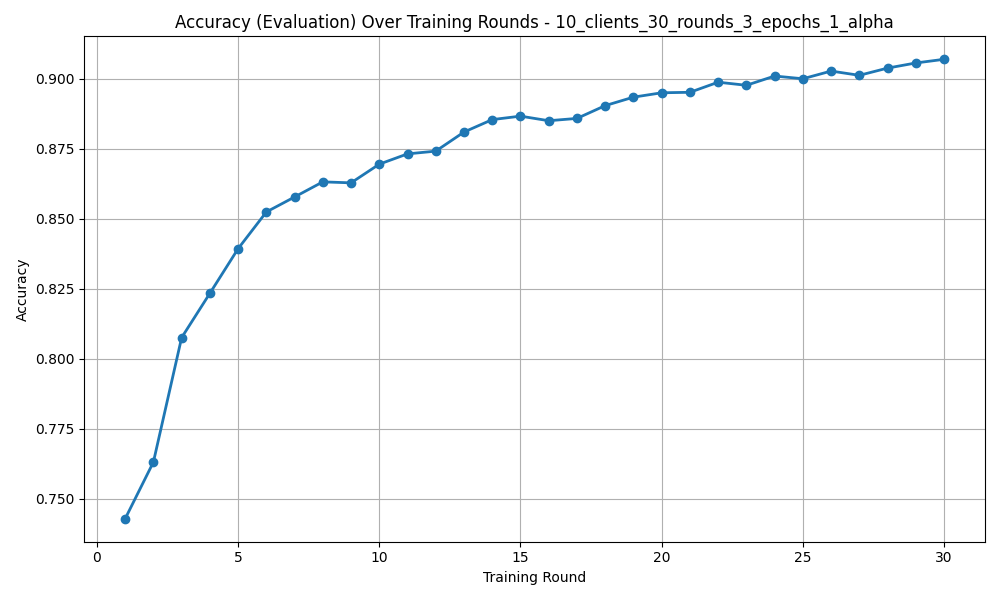 Accuracy (Evaluation) Over Training Rounds - 10_clients_30_rounds_3_epochs_1_alpha
0.900
0.875
0.850
0.825
0.800
0.775
0.750
Accuracy
0 5 10 15 20 25 30
Training Round